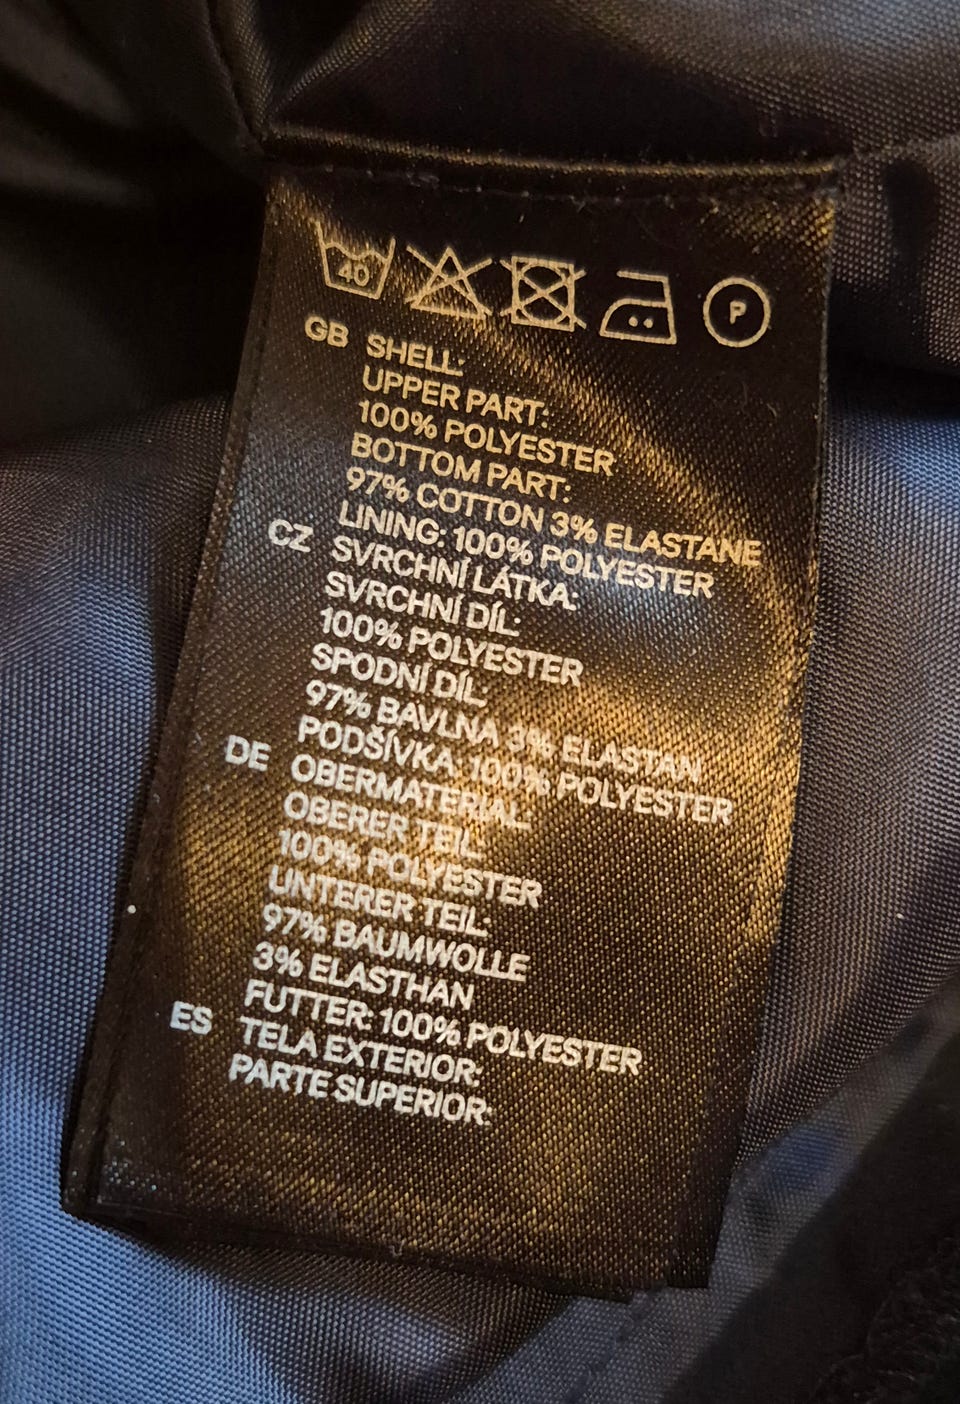 40 P
GB SHELL:
UPPER PART:
100% POLYESTER
BOTTOM PART:
97% COTTON 3% ELASTANE
LINING: 100% POLYESTER
CZ SVRCHNÍ LÁTKA:
SVRCHNÍ DÍL:
100% POLYESTER
SPODNÍ DÍL:
97% BAVLNA 3% ELASTAN
PODŠÍVKA: 100% POLYESTER
DE OBERMATERIAL:
OBERER TEIL:
100% POLYESTER
UNTERER TEIL:
97% BAUMWOLLE
3% ELASTHAN
FUTTER: 100% POLYESTER
ES TELA EXTERIOR:
PARTE SUPERIOR: